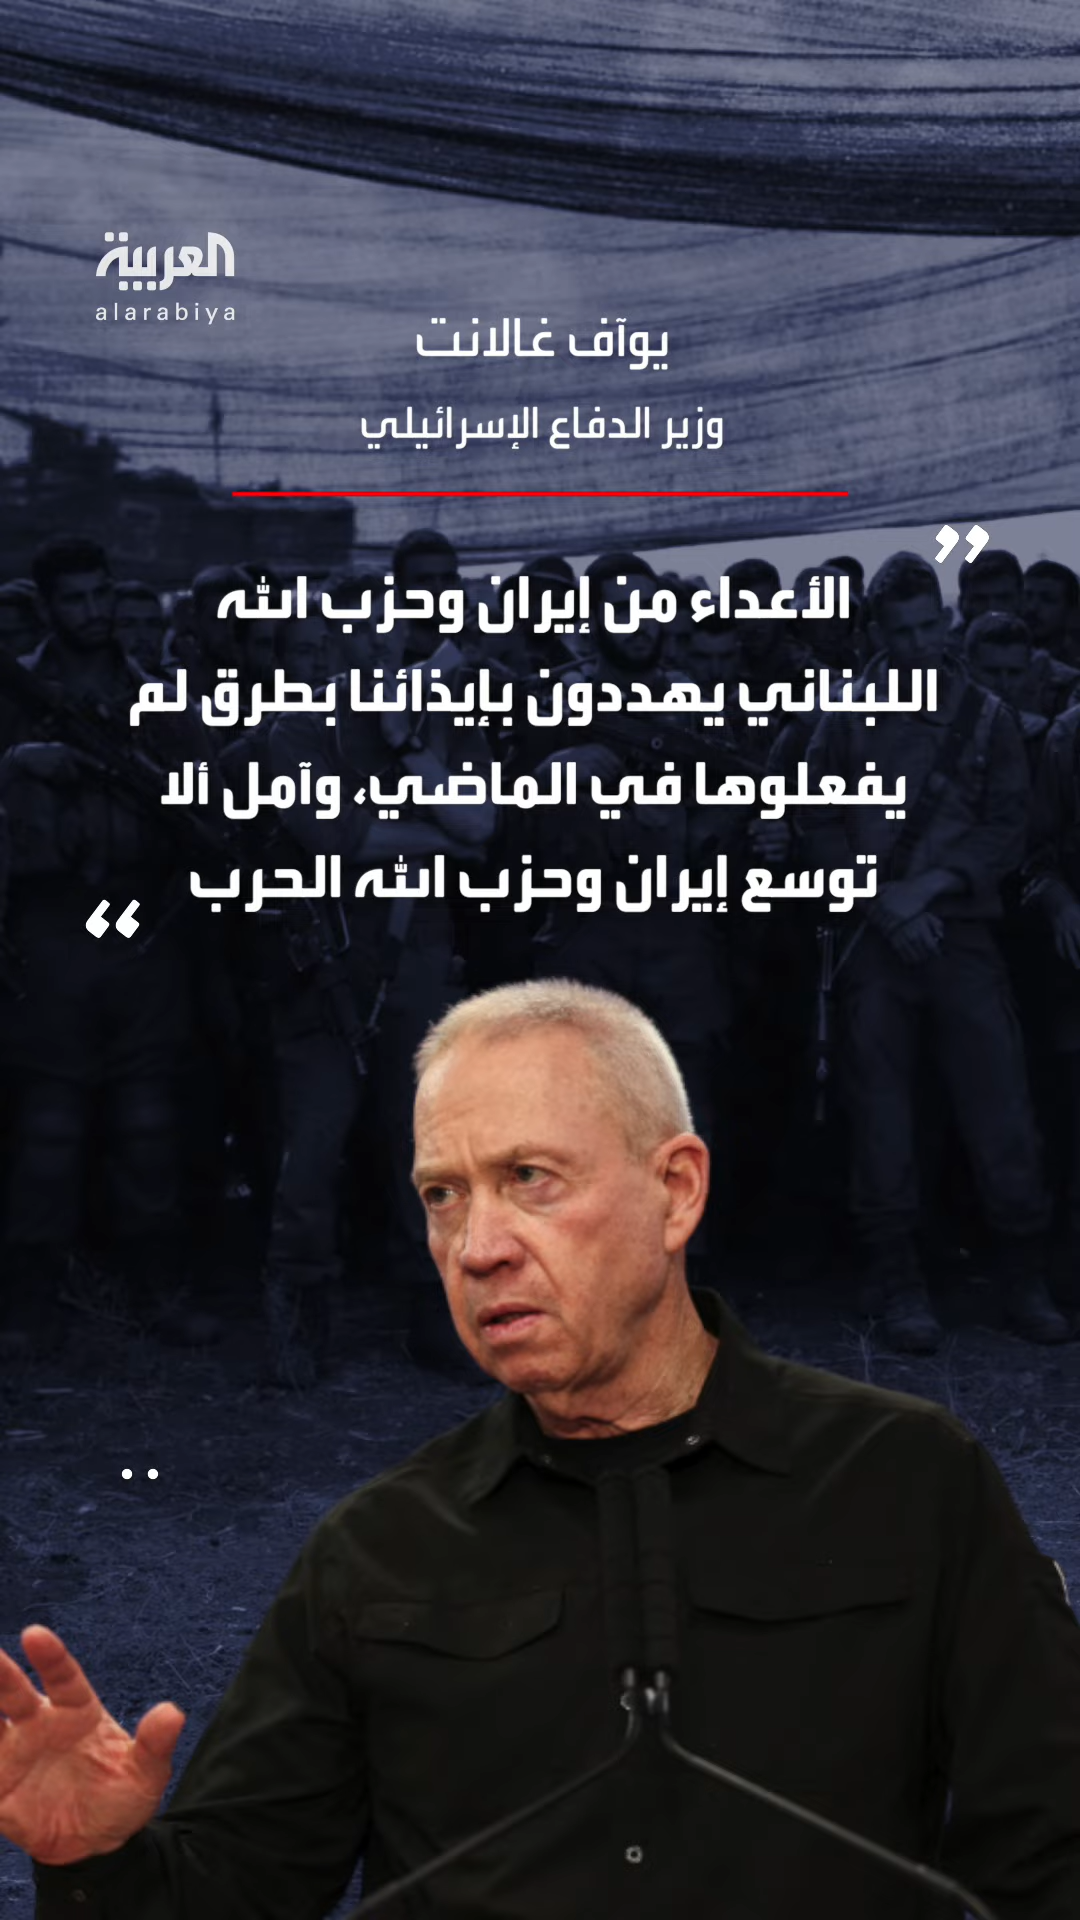 العربية
alarabiya
يوآف غالانت
وزير الدفاع الإسرائيلي
”
الأعداء من إيران وحزب الله
اللبناني يهددون بإيذائنا بطرق لم
يفعلوها في الماضي، وآمل ألا
توسع إيران وحزب الله الحرب
“